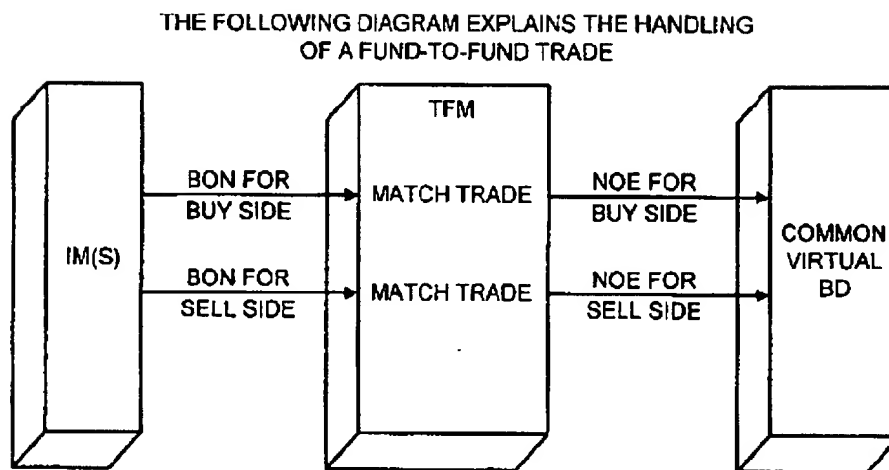 THE FOLLOWING DIAGRAM EXPLAINS THE HANDLING
OF A FUND-TO-FUND TRADE
IM(S)
BON FOR
BUY SIDE
BON FOR
SELL SIDE
TFM
MATCH TRADE
MATCH TRADE
NOE FOR
BUY SIDE
NOE FOR
SELL SIDE
COMMON
VIRTUAL
BD